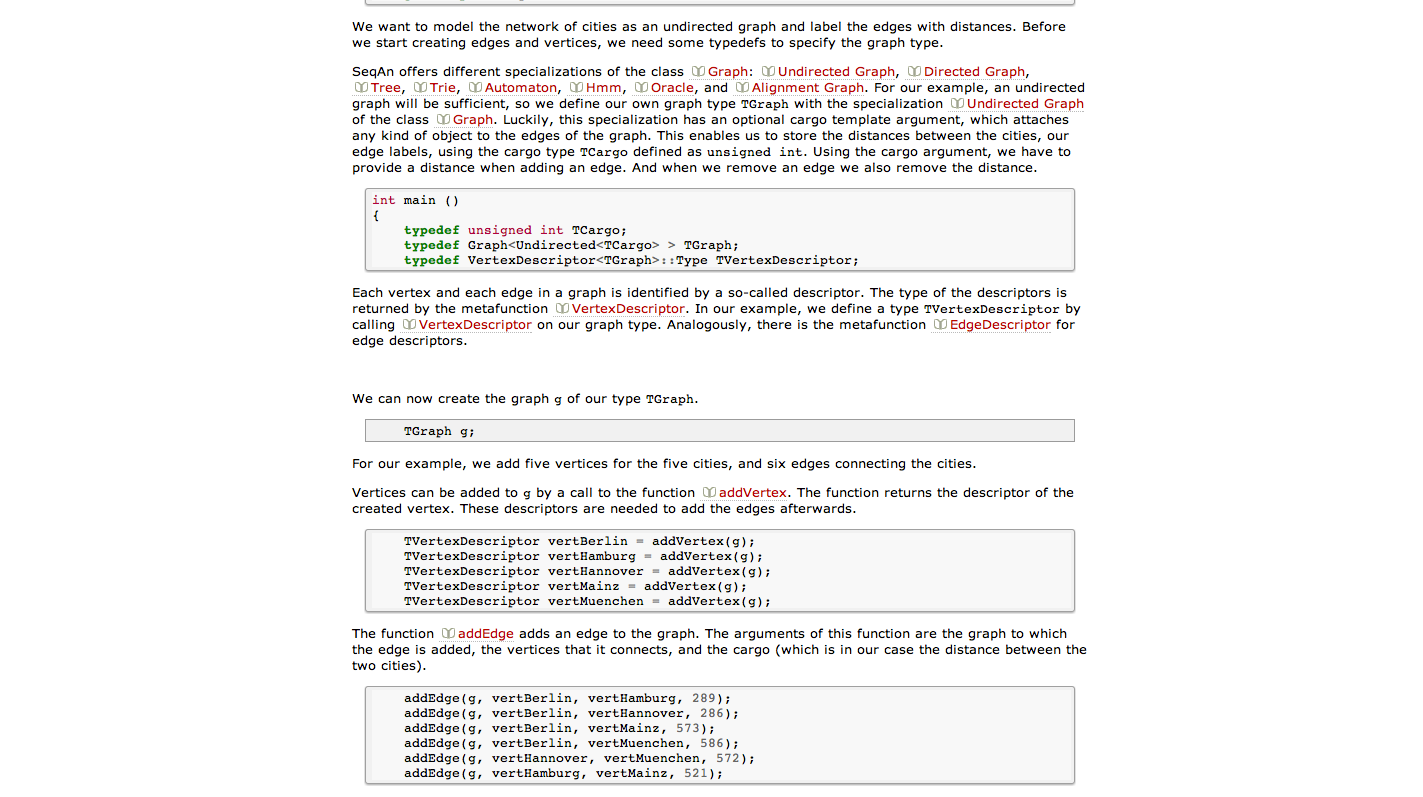 We want to model the network of cities as an undirected graph and label the edges with distances. Before
we start creating edges and vertices, we need some typedefs to specify the graph type.
SeqAn offers different specializations of the class Graph: Undirected Graph, Directed Graph,
Tree, Trie, Automaton, Hmm, Oracle, and Alignment Graph. For our example, an undirected
graph will be sufficient, so we define our own graph type TGraph with the specialization Undirected Graph
of the class Graph. Luckily, this specialization has an optional cargo template argument, which attaches
any kind of object to the edges of the graph. This enables us to store the distances between the cities, our
edge labels, using the cargo type TCargo defined as unsigned int. Using the cargo argument, we have to
provide a distance when adding an edge. And when we remove an edge we also remove the distance.
int main ()
{
    typedef unsigned int TCargo;
    typedef Graph<Undirected<TCargo> > TGraph;
    typedef VertexDescriptor<TGraph>::Type TVertexDescriptor;
Each vertex and each edge in a graph is identified by a so-called descriptor. The type of the descriptors is
returned by the metafunction VertexDescriptor. In our example, we define a type TVertexDescriptor by
calling VertexDescriptor on our graph type. Analogously, there is the metafunction EdgeDescriptor for
edge descriptors.
We can now create the graph g of our type TGraph.
    TGraph g;
For our example, we add five vertices for the five cities, and six edges connecting the cities.
Vertices can be added to g by a call to the function addVertex. The function returns the descriptor of the
created vertex. These descriptors are needed to add the edges afterwards.
    TVertexDescriptor vertBerlin = addVertex(g);
    TVertexDescriptor vertHamburg = addVertex(g);
    TVertexDescriptor vertHannover = addVertex(g);
    TVertexDescriptor vertMainz = addVertex(g);
    TVertexDescriptor vertMuenchen = addVertex(g);
The function addEdge adds an edge to the graph. The arguments of this function are the graph to which
the edge is added, the vertices that it connects, and the cargo (which is in our case the distance between the
two cities).
    addEdge(g, vertBerlin, vertHamburg, 289);
    addEdge(g, vertBerlin, vertHannover, 286);
    addEdge(g, vertBerlin, vertMainz, 573);
    addEdge(g, vertBerlin, vertMuenchen, 586);
    addEdge(g, vertHannover, vertMuenchen, 572);
    addEdge(g, vertHamburg, vertMainz, 521);